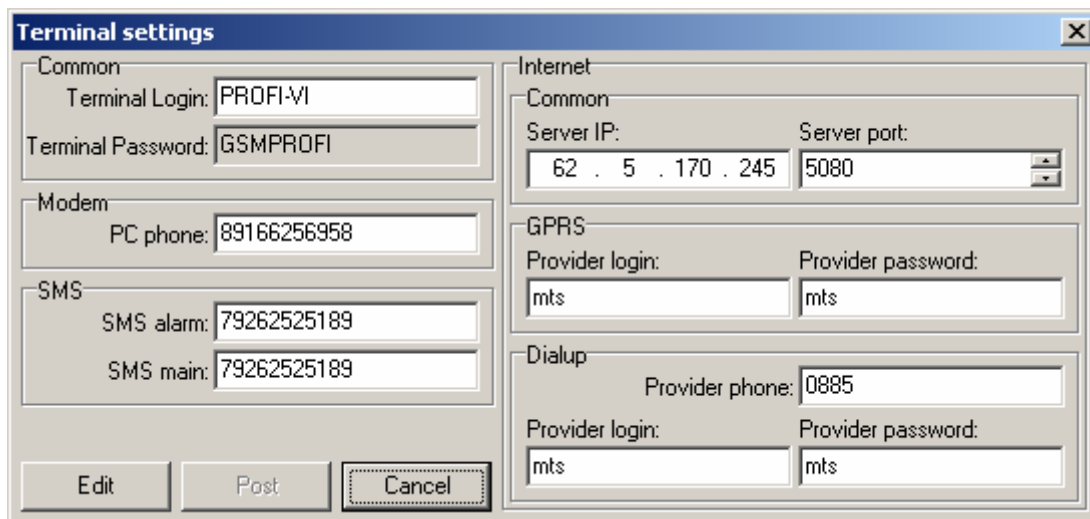 Terminal settings
Common
Terminal Login: PROFI-VI
Terminal Password: GSMPROFI
Modem
PC phone: 89166256958
SMS
SMS alarm: 79262525189
SMS main: 79262525189
Edit Post Cancel
Internet
Common
Server IP: Server port:
62 . 5 . 170 . 245 5080
GPRS
Provider login: Provider password:
mts mts
Dialup
Provider phone: 0885
Provider login: Provider password:
mts mts